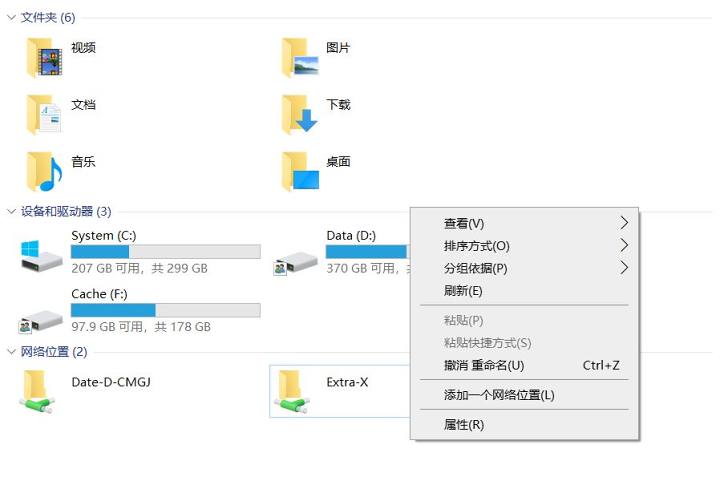 文件夹 (6)
视频
图片
文档
下载
音乐
桌面
设备和驱动器 (3)
System (C:)
207 GB 可用，共 299 GB
Data (D:)
370 GB 可用，
Cache (F:)
97.9 GB 可用，共 178 GB
网络位置 (2)
Date-D-CMGJ
Extra-X
查看(V)
排序方式(O)
分组依据(P)
刷新(E)
粘贴(P)
粘贴快捷方式(S)
撤消 重命名(U) Ctrl+Z
添加一个网络位置(L)
属性(R)